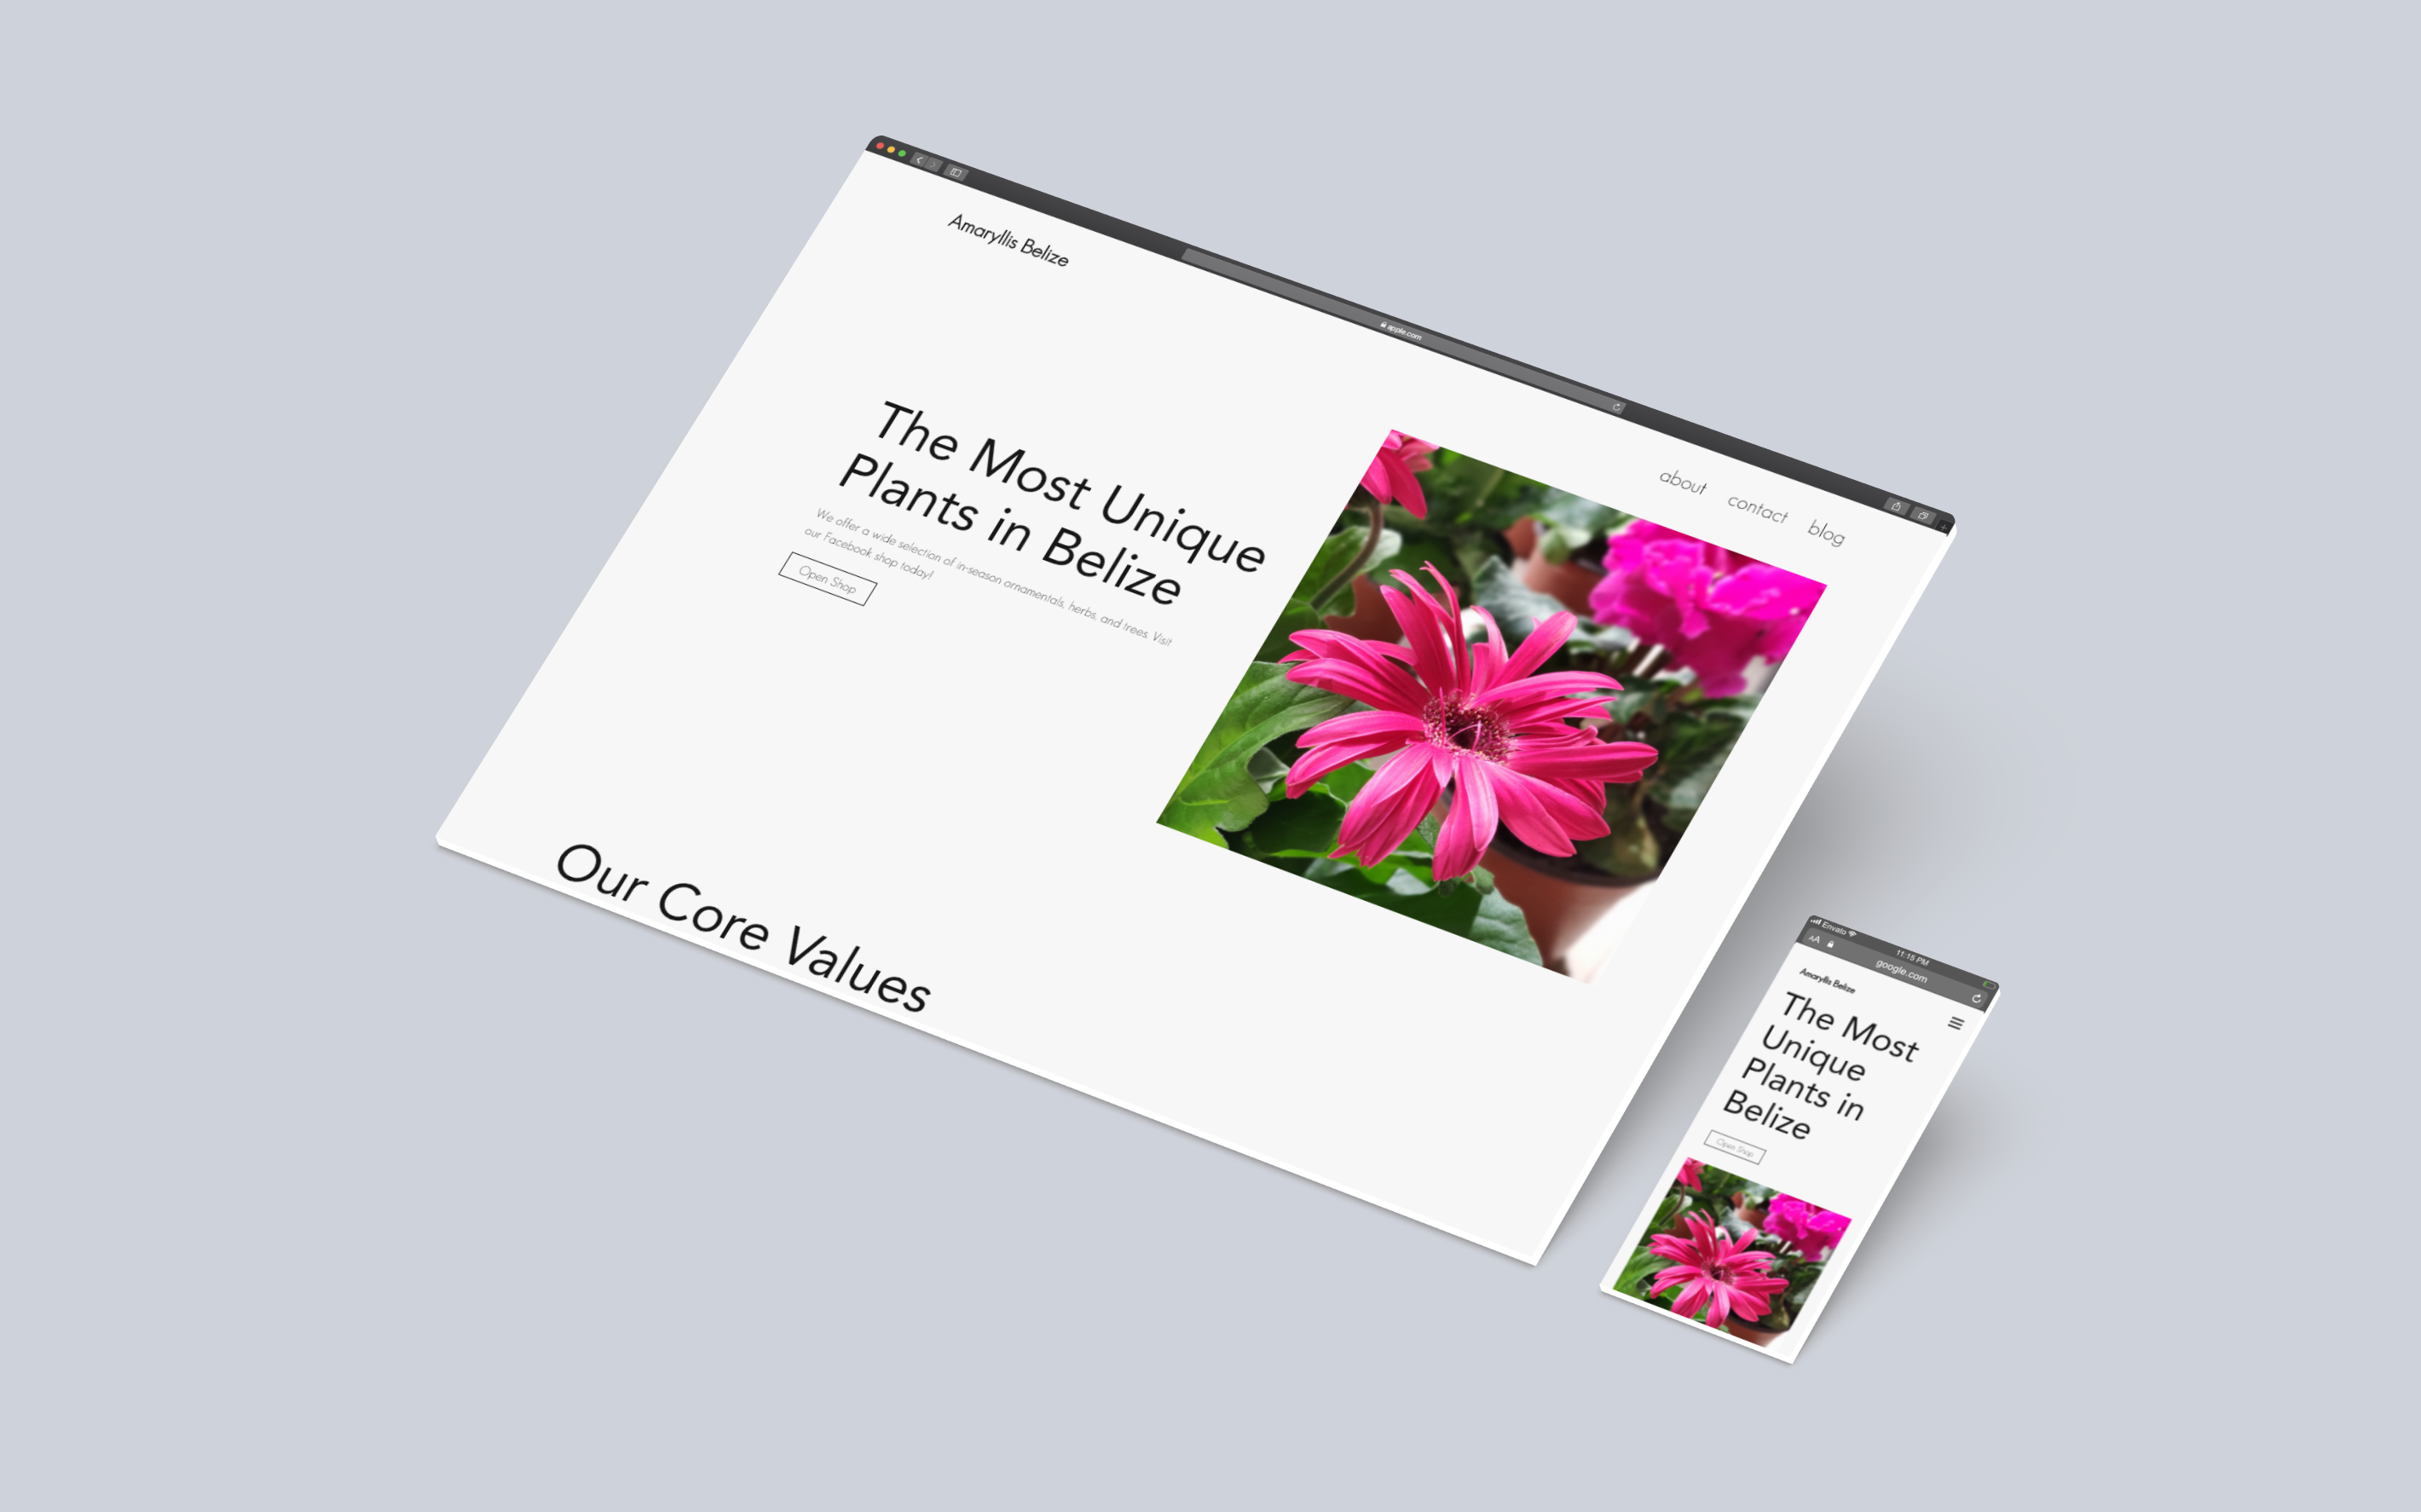 apple.com
Amaryllis Belize
about contact blog
The Most Unique
Plants in Belize
We offer a wide selection of in-season ornamentals, herbs, and trees. Visit
our Facebook shop today!
Open Shop
Our Core Values
Envato
11:15 PM
AA
google.com
Amaryllis Belize
The Most
Unique
Plants in
Belize
Open Shop